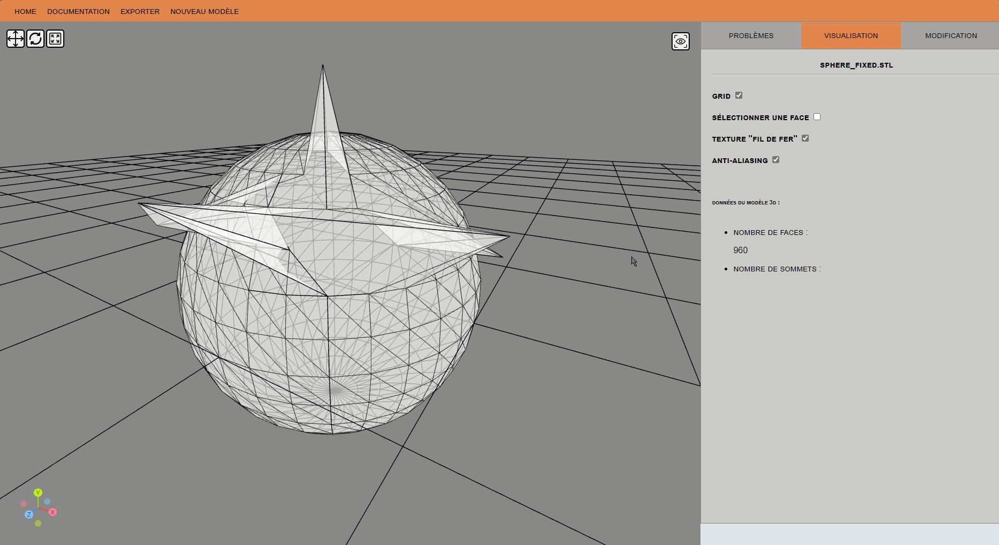 HOME DOCUMENTATION EXPORTER NOUVEAU MODÈLE
PROBLÈMES VISUALISATION MODIFICATION
SPHERE_FIXED.STL
GRID
SÉLECTIONNER UNE FACE
TEXTURE "FIL DE FER"
ANTI-ALIASING
DONNÉES DU MODÈLE 3D :
NOMBRE DE FACES :
960
NOMBRE DE SOMMETS :
Y
Z X